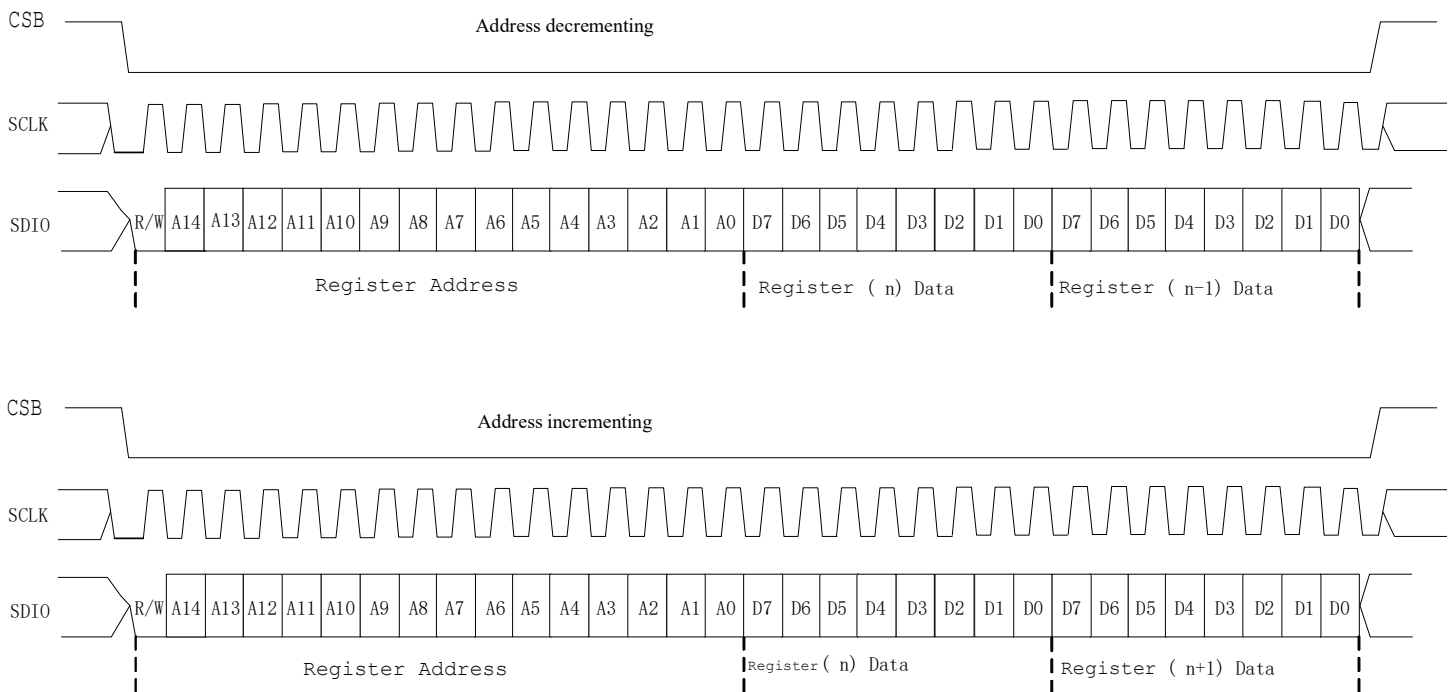 CSB
Address decrementing
SCLK
SDIO R/W A14 A13 A12 A11 A10 A9 A8 A7 A6 A5 A4 A3 A2 A1 A0 D7 D6 D5 D4 D3 D2 D1 D0 D7 D6 D5 D4 D3 D2 D1 D0
Register Address Register ( n) Data Register ( n-1) Data
CSB
Address incrementing
SCLK
SDIO R/W A14 A13 A12 A11 A10 A9 A8 A7 A6 A5 A4 A3 A2 A1 A0 D7 D6 D5 D4 D3 D2 D1 D0 D7 D6 D5 D4 D3 D2 D1 D0
Register Address Register( n) Data Register ( n+1) Data